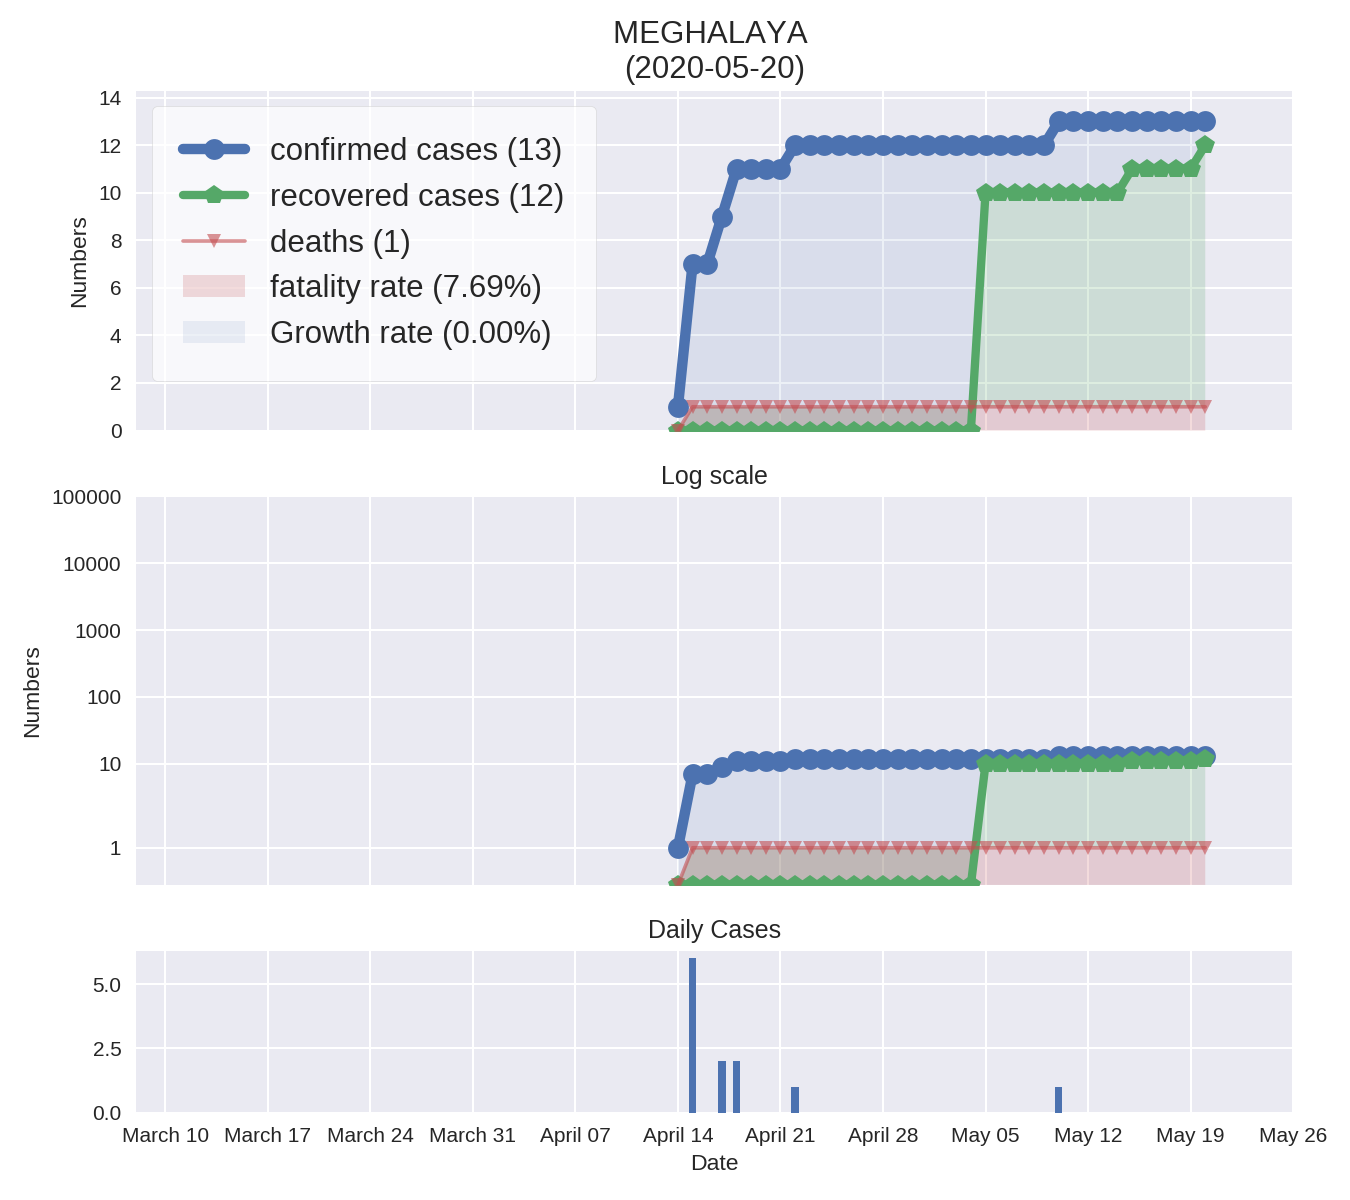 MEGHALAYA
(2020-05-20)
14
12
10
8
6
4
2
0
Numbers
confirmed cases (13)
recovered cases (12)
deaths (1)
fatality rate (7.69%)
Growth rate (0.00%)
Log scale
100000
10000
1000
100
10
1
Numbers
Daily Cases
5.0
2.5
0.0
March 10 March 17 March 24 March 31 April 07 April 14 April 21 April 28 May 05 May 12 May 19 May 26
Date